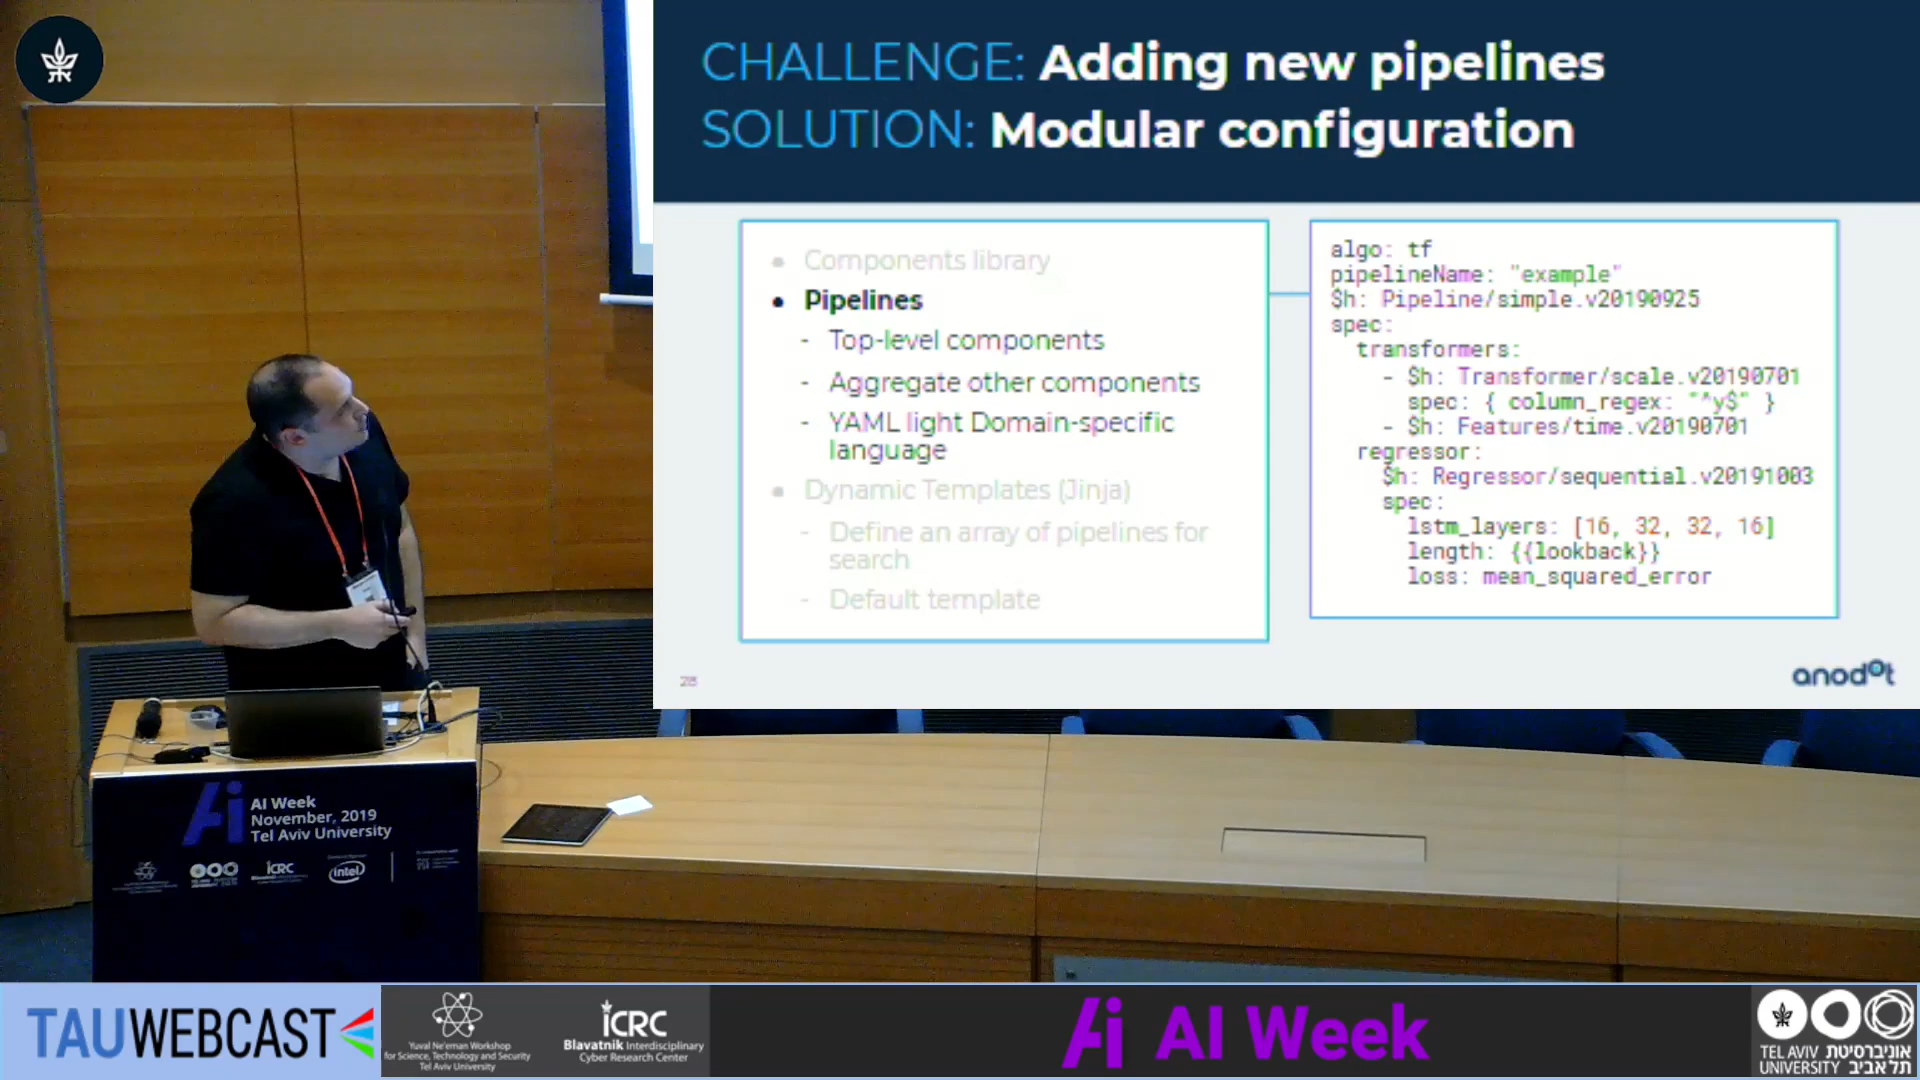 CHALLENGE: Adding new pipelines
SOLUTION: Modular configuration
• Components library
• Pipelines
- Top-level components
- Aggregate other components
- YAML light Domain-specific
language
• Dynamic Templates (Jinja)
- Define an array of pipelines for
search
- Default template
algo: tf
pipelineName: "example"
$h: Pipeline/simple.v20190925
spec:
transformers:
- $h: Transformer/scale.v20190701
spec: { column_regex: "^y$" }
- $h: Features/time.v20190701
regressor:
$h: Regressor/sequential.v20191003
spec:
lstm_layers: [16, 32, 32, 16]
length: {{lookback}}
loss: mean_squared_error
28
anodot
Ai
AI Week
November, 2019
Tel Aviv University
ICRC
intel
TAUWEBCAST
Yuval Ne'eman Workshop
for Science, Technology and Security
Tel Aviv University
ICRC
Blavatnik Interdisciplinary
Cyber Research Center
Ai AI Week
TEL AVIV אוניברסיטת
UNIVERSITY תל אביב